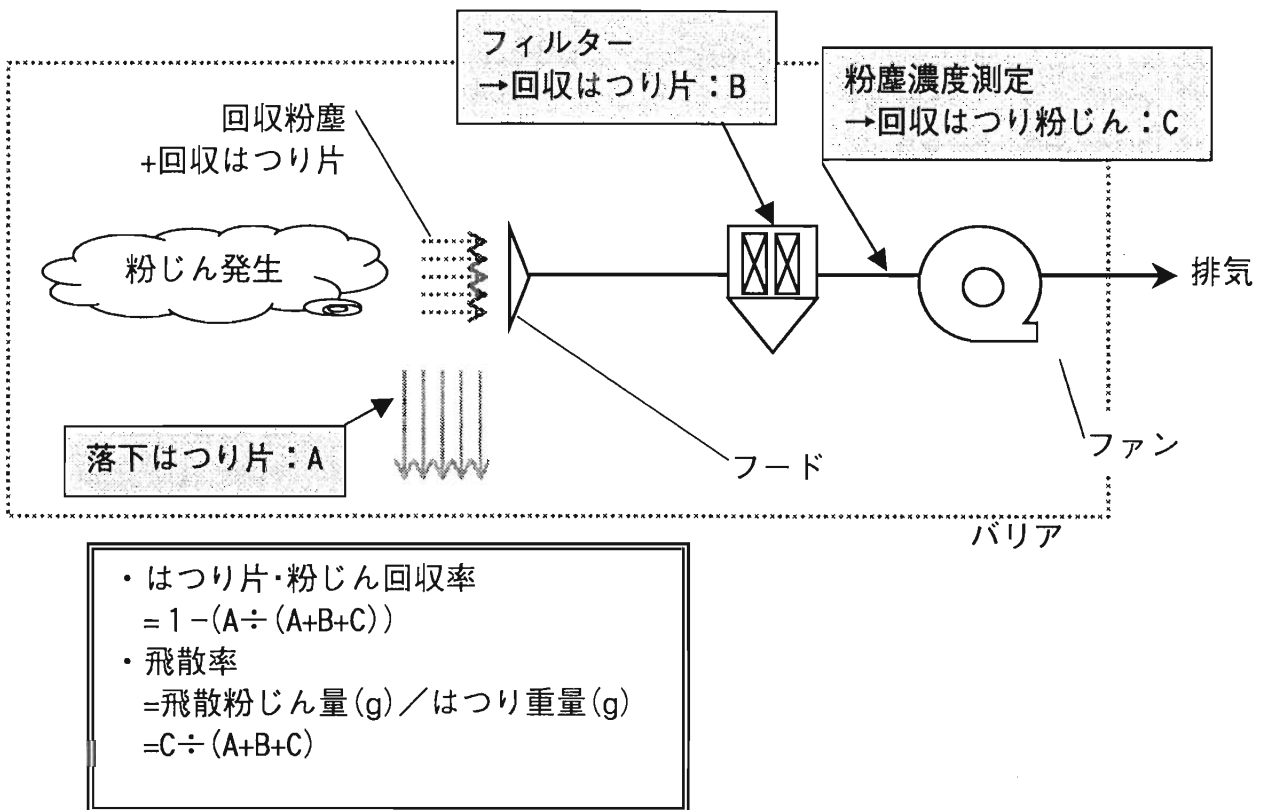 フィルター
→回収はつり片：B
粉塵濃度測定
→回収はつり粉じん：C
回収粉塵
+回収はつり片
粉じん発生
排気
落下はつり片：A
フード
ファン
バリア
・はつり片･粉じん回収率
=１−(A÷(A+B+C))
・飛散率
=飛散粉じん量(g)／はつり重量(g)
=C÷(A+B+C)